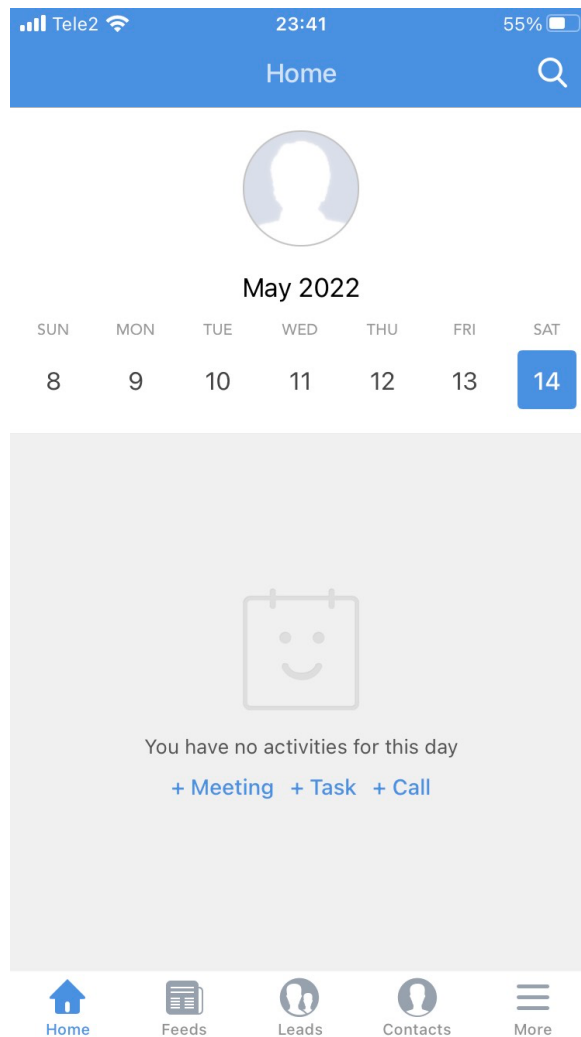 Tele2 23:41 55%
Home
May 2022
SUN MON TUE WED THU FRI SAT
8 9 10 11 12 13 14
You have no activities for this day
+ Meeting + Task + Call
Home Feeds Leads Contacts More